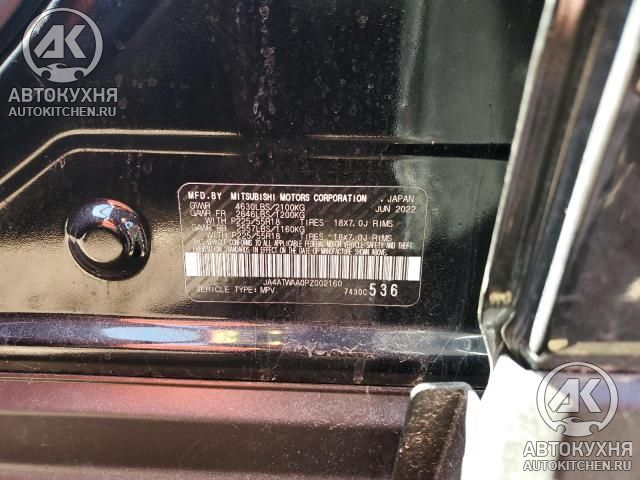 АВТОКУХНЯ
AUTOKITCHEN.RU
MFD.BY MITSUBISHI MOTORS CORPORATION , JAPAN
GVWR 4630LBS/2100KG JUN 2022
GAWR.FR 2646LBS/1200KG
WITH P225/55R18 TIRES 18X7.0J RIMS
GAWR.RR 2557LBS/1160KG
WITH P225/55R18 TIRES 18X7.0J RIMS
THIS VEHICLE CONFORMS TO ALL APPLICABLE FEDERAL MOTOR VEHICLE SAFETY AND
THEFT PREVENTION STANDARDS IN EFFECT ON THE DATE OF MANUFACTURE SHOWN ABOVE.
JA4ATWAA0PZ002160
VEHICLE TYPE: MPV 7430C 536
АВТОКУХНЯ
AUTOKITCHEN.RU